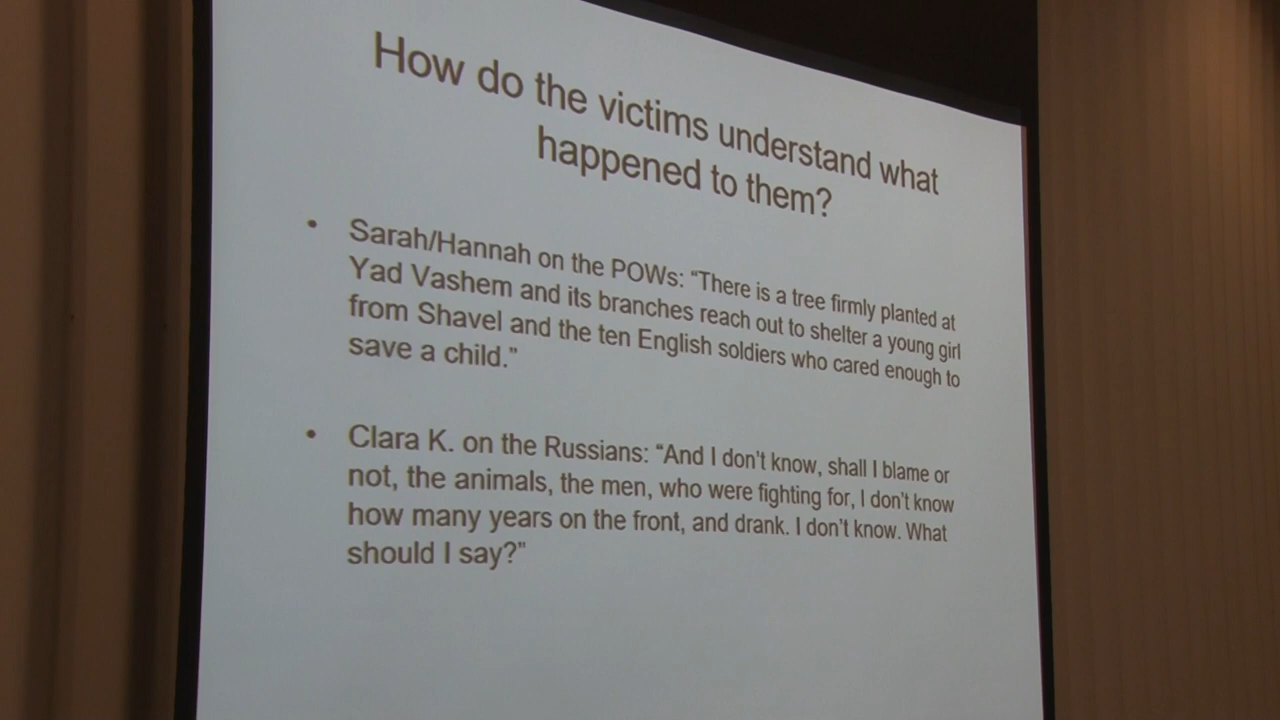 How do the victims understand what
happened to them?
• Sarah/Hannah on the POWs: “There is a tree firmly planted at
Yad Vashem and its branches reach out to shelter a young girl
from Shavel and the ten English soldiers who cared enough to
save a child.”
• Clara K. on the Russians: “And I don’t know, shall I blame or
not, the animals, the men, who were fighting for, I don’t know
how many years on the front, and drank. I don’t know. What
should I say?”